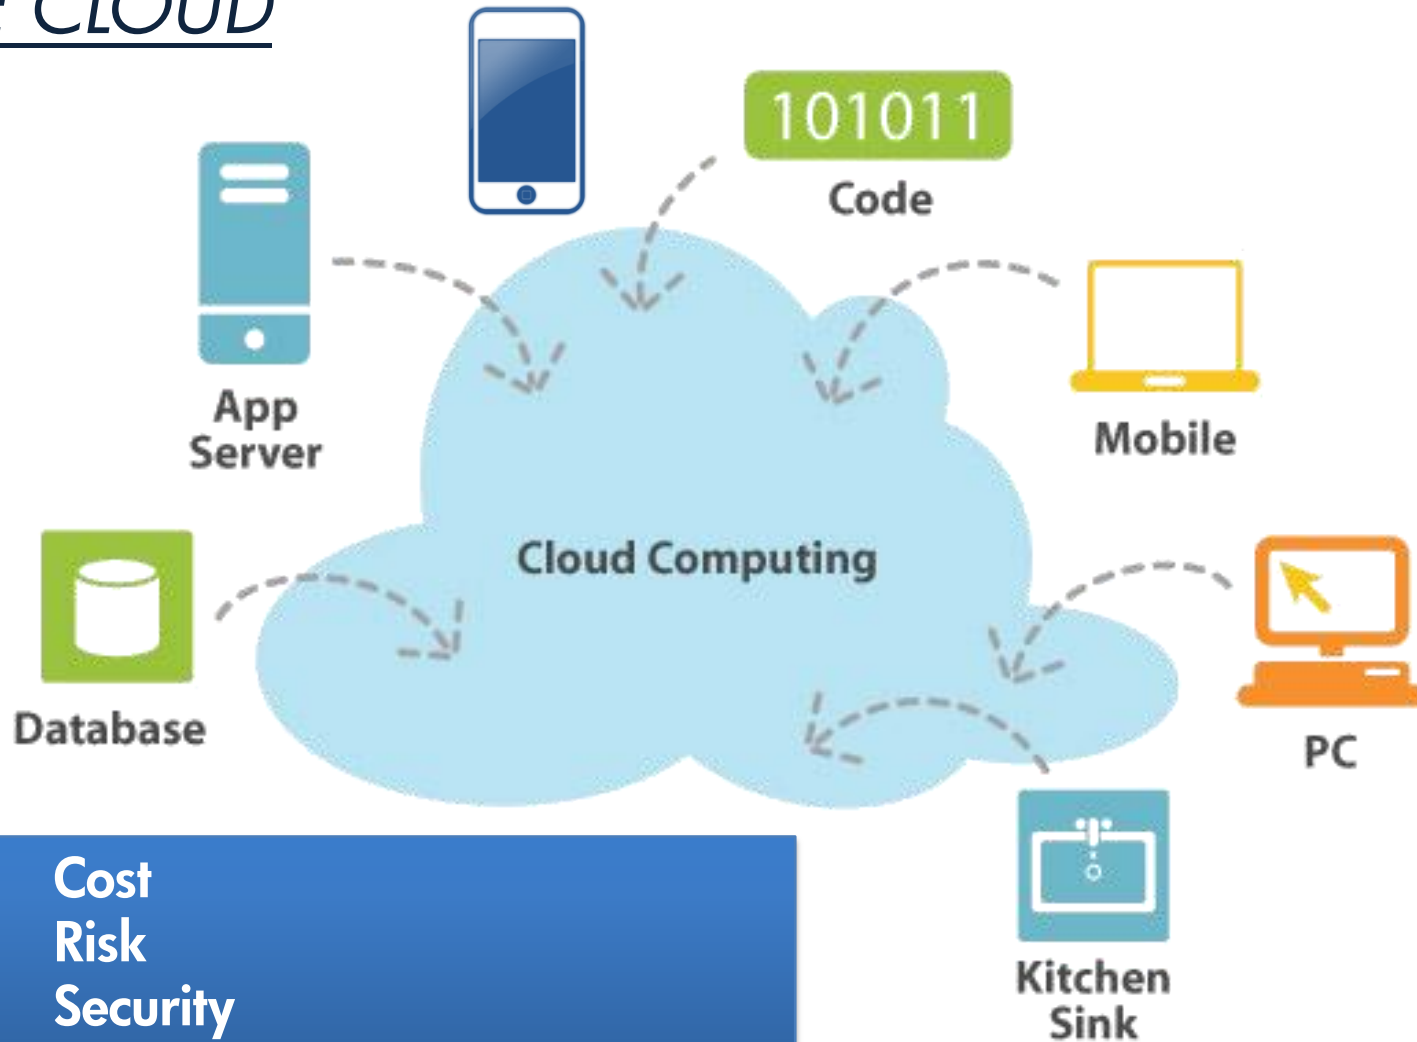 CLOUD
101011
Code
App
Server
Mobile
Cloud Computing
Database
PC
Kitchen
Sink
Cost
Risk
Security